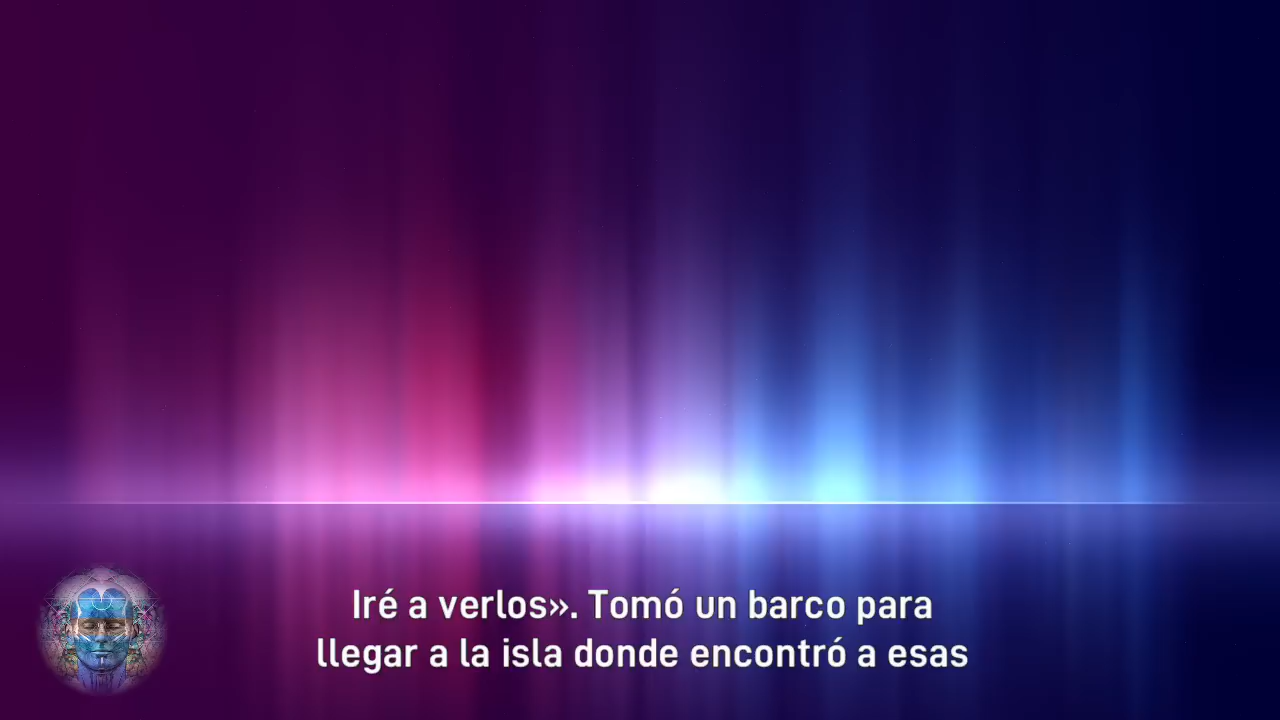 Iré a verlos». Tomó un barco para
llegar a la isla donde encontró a esas